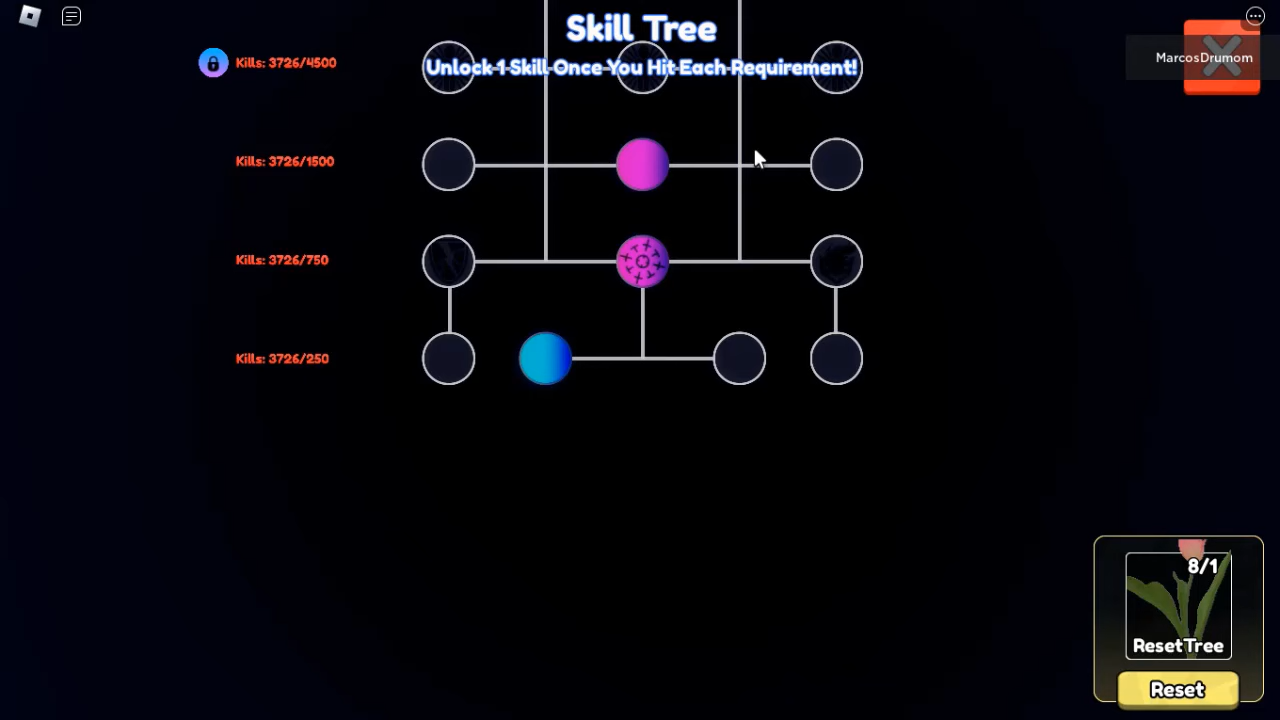 Skill Tree
MarcosDrumom
Kills: 3726/4500
Unlock 1 Skill Once You Hit Each Requirement!
Kills: 3726/1500
Kills: 3726/750
Kills: 3726/250
8/1
ResetTree
Reset